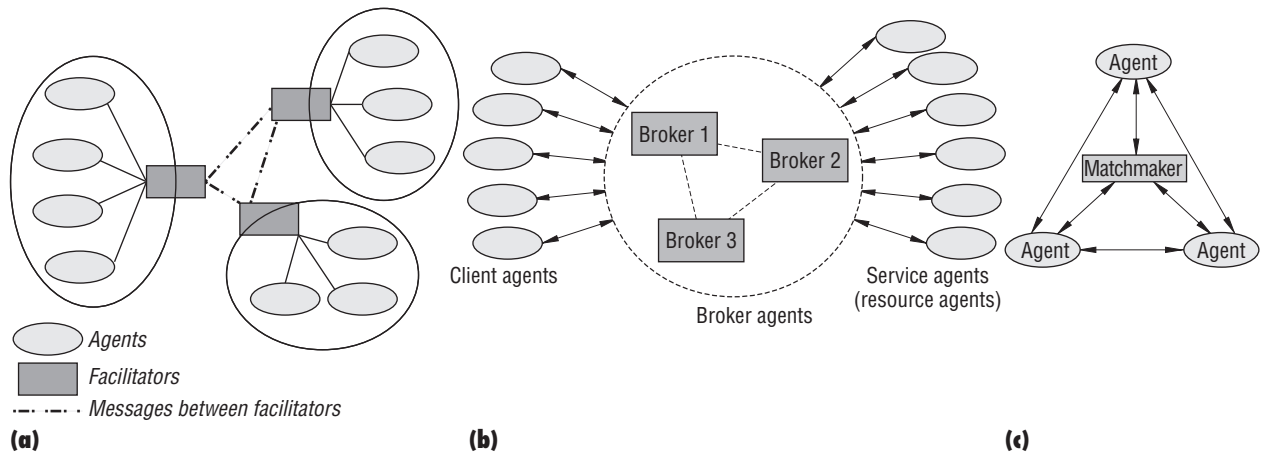 Agents
Facilitators
Messages between facilitators
(a)
Broker 1
Broker 2
Broker 3
Client agents
Service agents
(resource agents)
Broker agents
(b)
Agent
Matchmaker
Agent
Agent
(c)